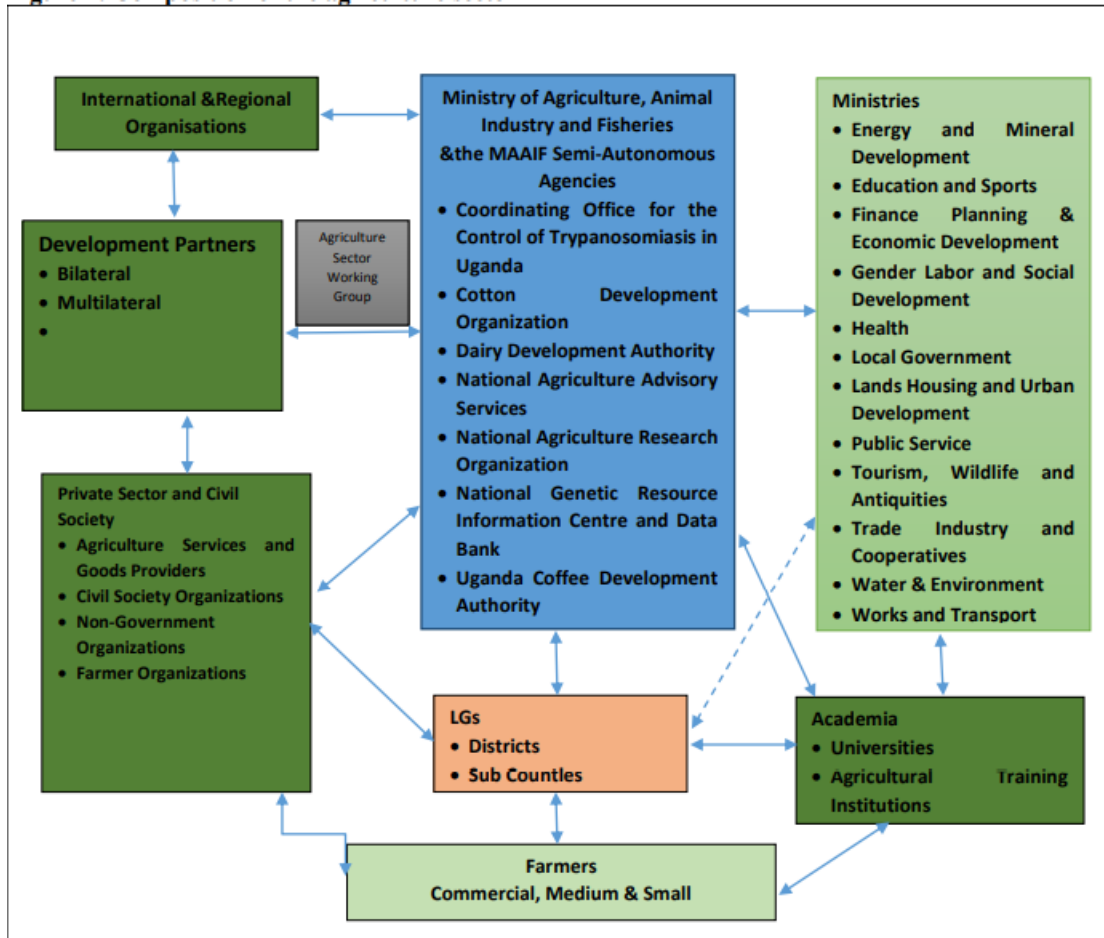 International &Regional
Organisations
Ministry of Agriculture, Animal
Industry and Fisheries
&the MAAIF Semi-Autonomous
Agencies
• Coordinating Office for the
Control of Trypanosomiasis in
Uganda
• Cotton Development
Organization
• Dairy Development Authority
• National Agriculture Advisory
Services
• National Agriculture Research
Organization
• National Genetic Resource
Information Centre and Data
Bank
• Uganda Coffee Development
Authority
Ministries
• Energy and Mineral
Development
• Education and Sports
• Finance Planning &
Economic Development
• Gender Labor and Social
Development
• Health
• Local Government
• Lands Housing and Urban
Development
• Public Service
• Tourism, Wildlife and
Antiquities
• Trade Industry and
Cooperatives
• Water & Environment
• Works and Transport
Development Partners
• Bilateral
• Multilateral
•
Agriculture
Sector
Working
Group
Private Sector and Civil
Society
• Agriculture Services and
Goods Providers
• Civil Society Organizations
• Non-Government
Organizations
• Farmer Organizations
LGs
• Districts
• Sub Countles
Academia
• Universities
• Agricultural Training
Institutions
Farmers
Commercial, Medium & Small